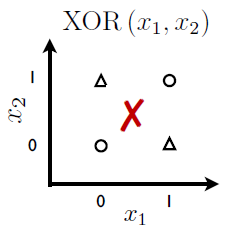 XOR (x₁, x₂)
1
x₂
0
0 1
x₁